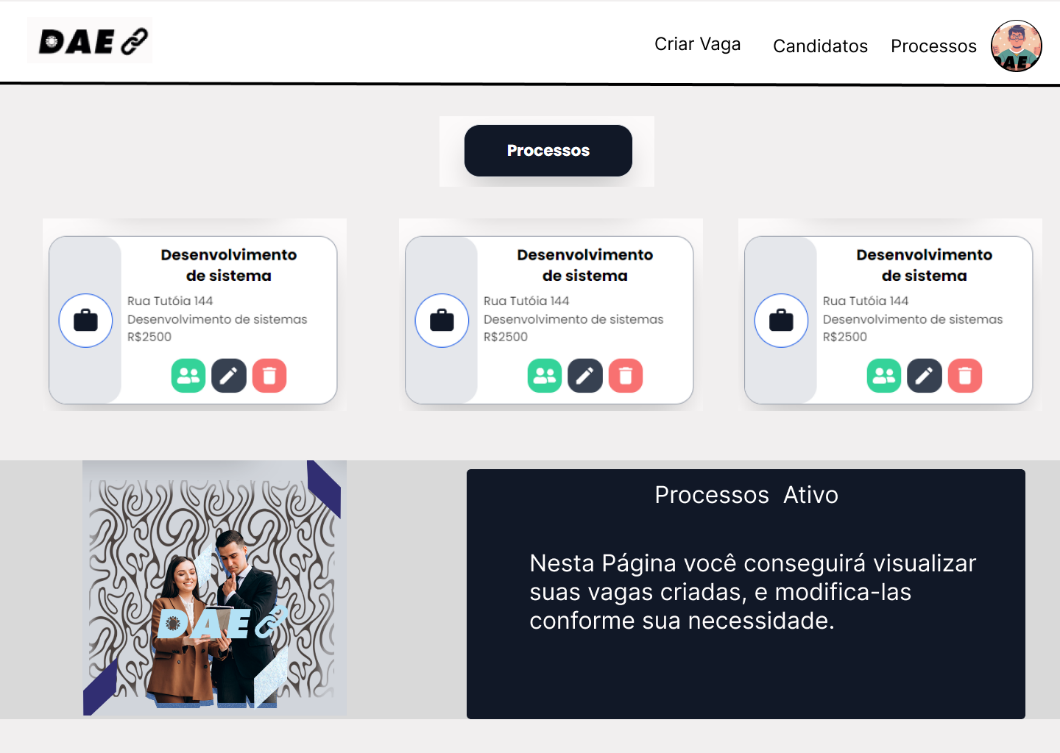 DAE
Criar Vaga
Candidatos
Processos
DAE
Processos
Desenvolvimento
de sistema
Rua Tutóia 144
Desenvolvimento de sistemas
R$2500
Desenvolvimento
de sistema
Rua Tutóia 144
Desenvolvimento de sistemas
R$2500
Desenvolvimento
de sistema
Rua Tutóia 144
Desenvolvimento de sistemas
R$2500
DAE
Processos Ativo
Nesta Página você conseguirá visualizar
suas vagas criadas, e modifica-las
conforme sua necessidade.